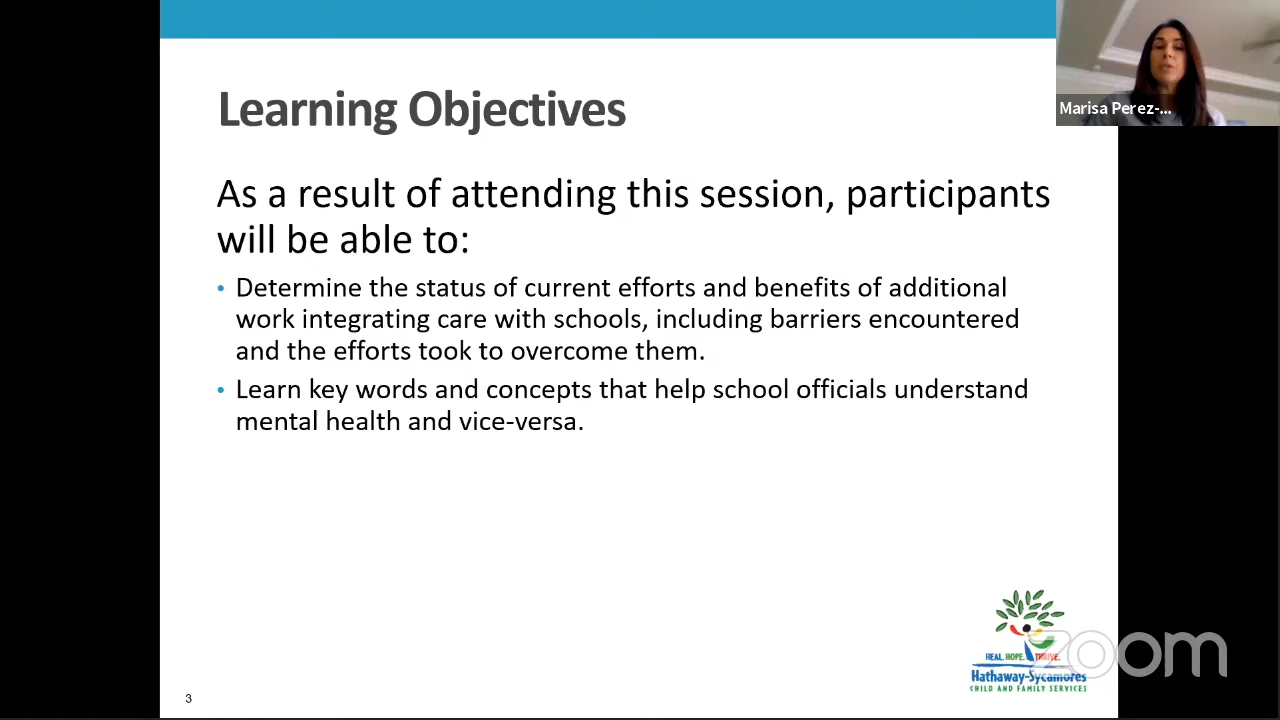 Learning Objectives
Marisa Perez-...
As a result of attending this session, participants
will be able to:
• Determine the status of current efforts and benefits of additional
work integrating care with schools, including barriers encountered
and the efforts took to overcome them.
• Learn key words and concepts that help school officials understand
mental health and vice-versa.
HEAL. HOPE. THRIVE.
Hathaway-Sycamores
CHILD AND FAMILY SERVICES
zoom
3